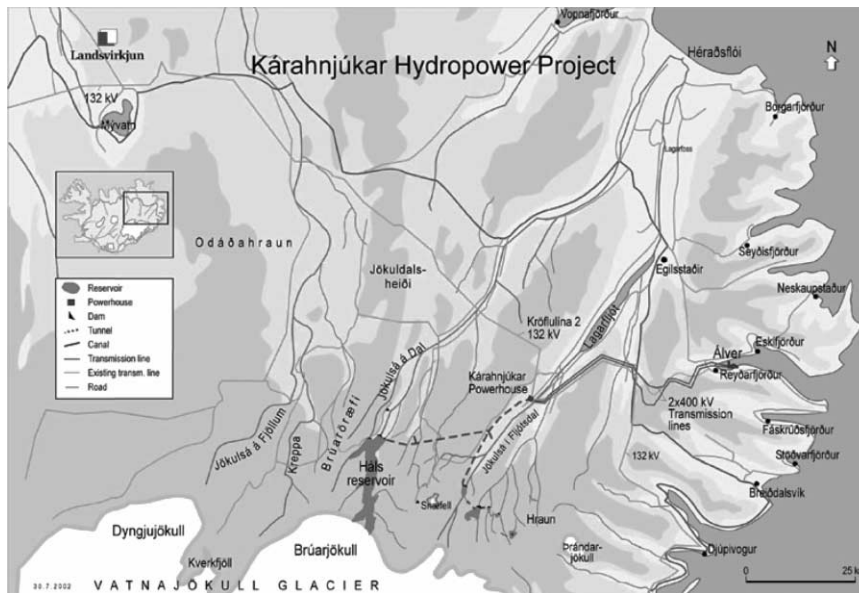 Landsvirkjun
Kárahnjúkar Hydropower Project
Vopnafjörður
Héraðsflói
N
132 kV
Mývatn
Borgarfjörður
Lagarfoss
Ódáðahraun
Jökuldals-
heiði
Egilsstaðir
Seyðisfjörður
Neskaupstaður
Reservoir
Powerhouse
Dam
Tunnel
Canal
Transmission line
Existing transm. line
Road
Kröflulína 2
132 kV
Lagarfljót
Eskifjörður
Álver
Reyðarfjörður
Jökulsá á Dal
Kárahnjúkar
Powerhouse
2x400 kV
Transmission
lines
Fáskrúðsfjörður
Jökulsá á Fjöllum
Kreppa
Brúaröræfi
Jökulsá í Fljótsdal
132 kV
Stöðvarfjörður
Háls
reservoir
Snæfell
Hraun
Breiðdalsvík
Dyngjujökull
Kverkfjöll
Brúarjökull
Þrándar-
jökull
Djúpivogur
30.7.2002
VATNAJÖKULL GLACIER
0 25 k